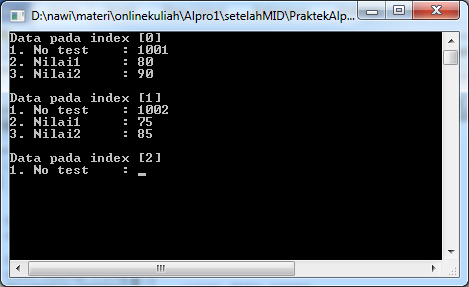 D:\nawi\materi\onlinekuliah\Alpro1\setelahMID\PraktekAlp...
Data pada index [0]
1. No test    : 1001
2. Nilai1     : 80
3. Nilai2     : 90
Data pada index [1]
1. No test    : 1002
2. Nilai1     : 75
3. Nilai2     : 85
Data pada index [2]
1. No test    : _